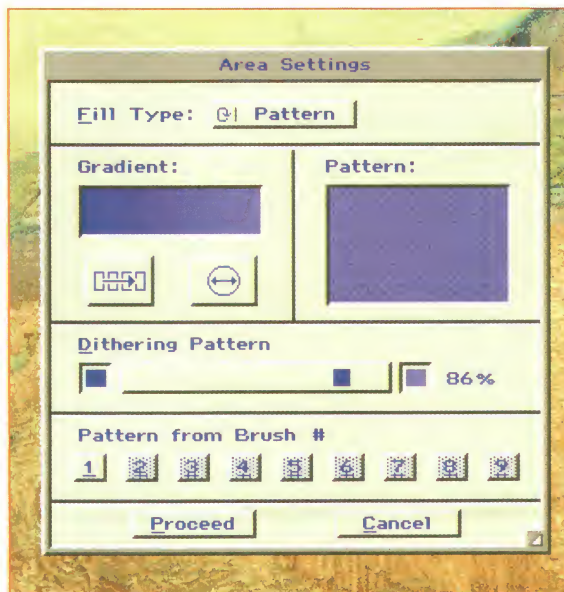 Area Settings
Fill Type: Pattern
Gradient: Pattern:
Dithering Pattern
86%
Pattern from Brush #
1 2 3 4 5 6 7 8 9
Proceed Cancel